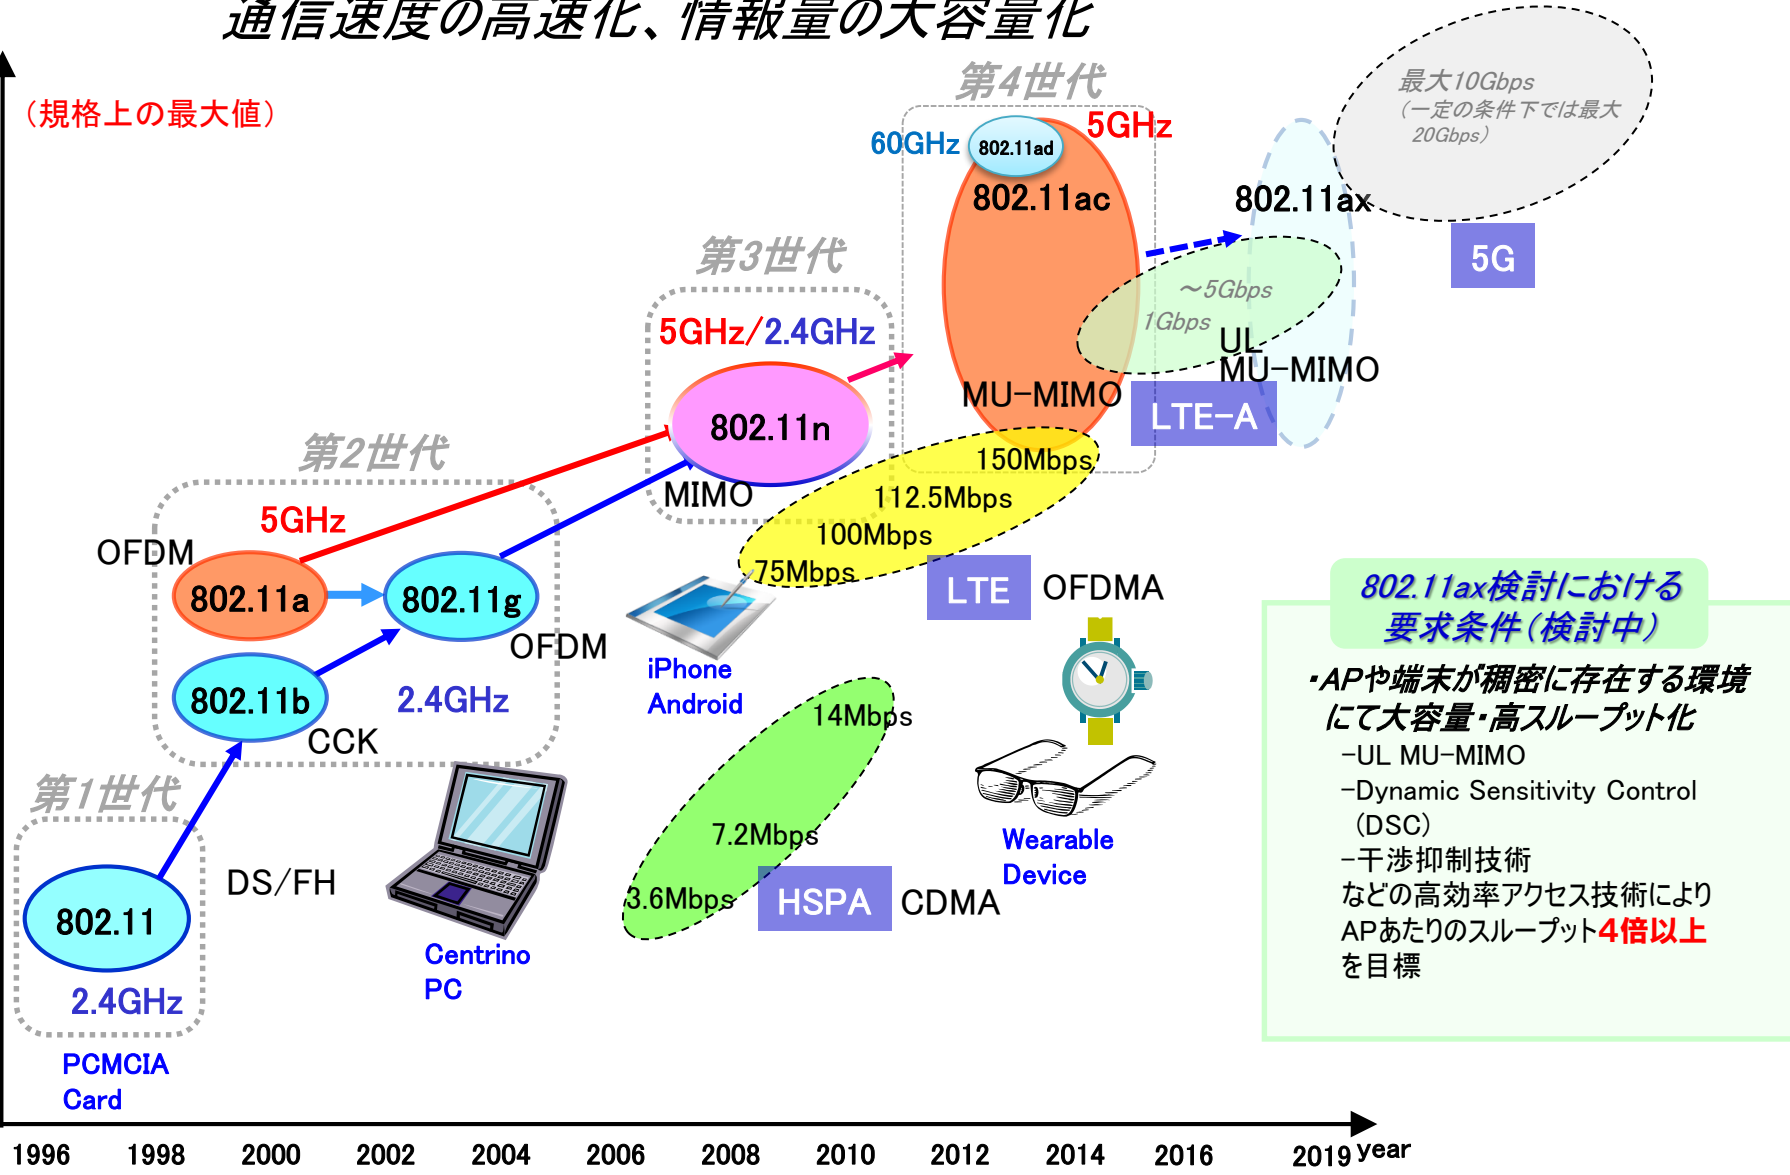 通信速度の高速化、情報量の大容量化
（規格上の最大値）
第4世代
60GHz
802.11ad
5GHz
802.11ac
MU-MIMO
802.11ax
UL
MU-MIMO
最大10Gbps
（一定の条件下では最大
20Gbps）
5G
～5Gbps
1Gbps
LTE-A
第3世代
5GHz/2.4GHz
802.11n
MIMO
第2世代
5GHz
OFDM
802.11a
802.11g
OFDM
802.11b
2.4GHz
CCK
150Mbps
112.5Mbps
100Mbps
75Mbps
LTE
OFDMA
iPhone
Android
第1世代
802.11
DS/FH
2.4GHz
PCMCIA
Card
Centrino
PC
14Mbps
7.2Mbps
3.6Mbps
HSPA
CDMA
Wearable
Device
802.11ax検討における
要求条件（検討中）
・APや端末が稠密に存在する環境
にて大容量・高スループット化
-UL MU-MIMO
-Dynamic Sensitivity Control
（DSC）
-干渉抑制技術
などの高効率アクセス技術により
APあたりのスループット4倍以上
を目標
1996 1998 2000 2002 2004 2006 2008 2010 2012 2014 2016 2019 year